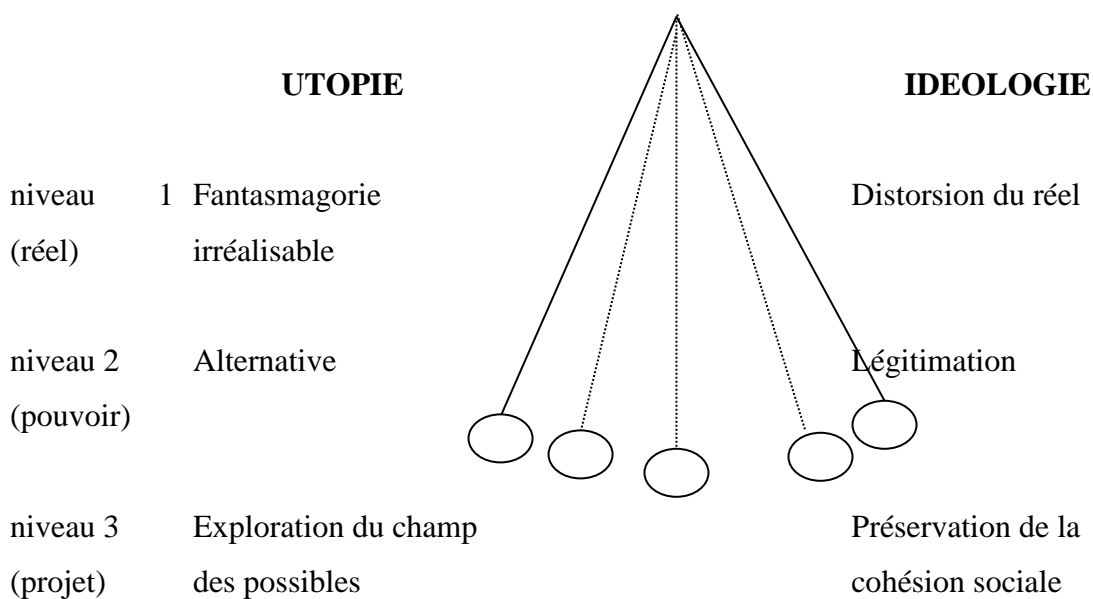 UTOPIE IDEOLOGIE
niveau 1 Fantasmagorie Distorsion du réel
(réel) irréalisable
niveau 2 Alternative Légitimation
(pouvoir)
niveau 3 Exploration du champ Préservation de la
(projet) des possibles cohésion sociale